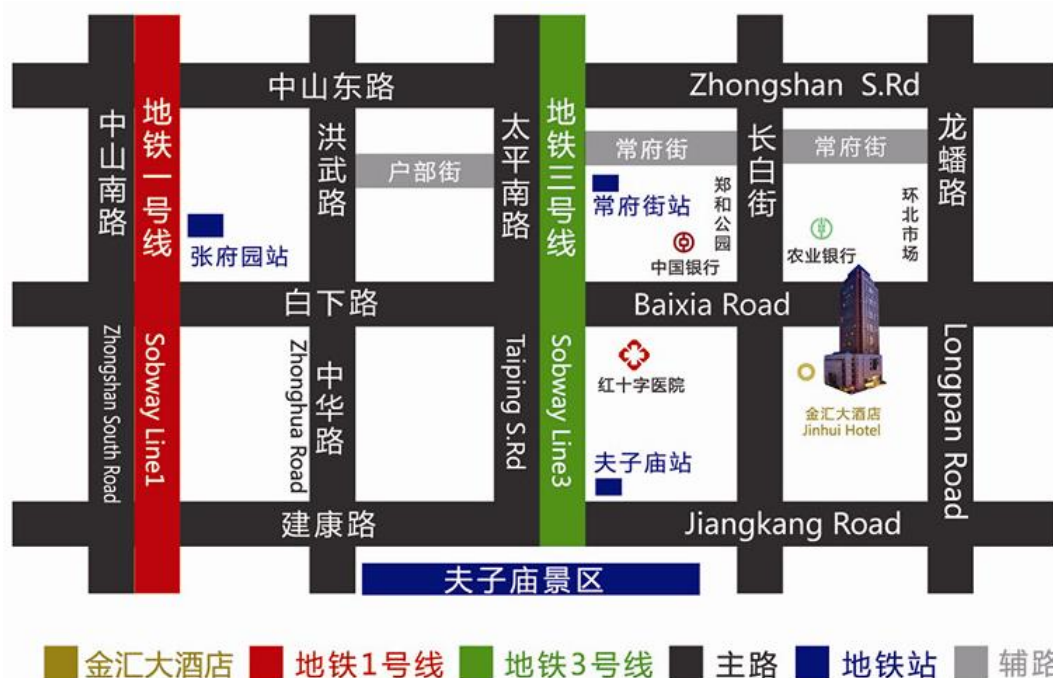 中山东路
Zhongshan S.Rd
中山南路
地铁一号线
洪武路
户部街
太平南路
地铁三号线
常府街
长白街
常府街
龙蟠路
张府园站
常府街站
郑和公园
中国银行
农业银行
环北市场
白下路
Baixia Road
Zhongshan South Road
Sobway Line1
Zhonghua Road
中华路
Taiping S.Rd
Sobway Line3
红十字医院
金汇大酒店
Jinhui Hotel
Longpan Road
夫子庙站
建康路
Jiangkang Road
夫子庙景区
金汇大酒店 地铁1号线 地铁3号线 主路 地铁站 辅路